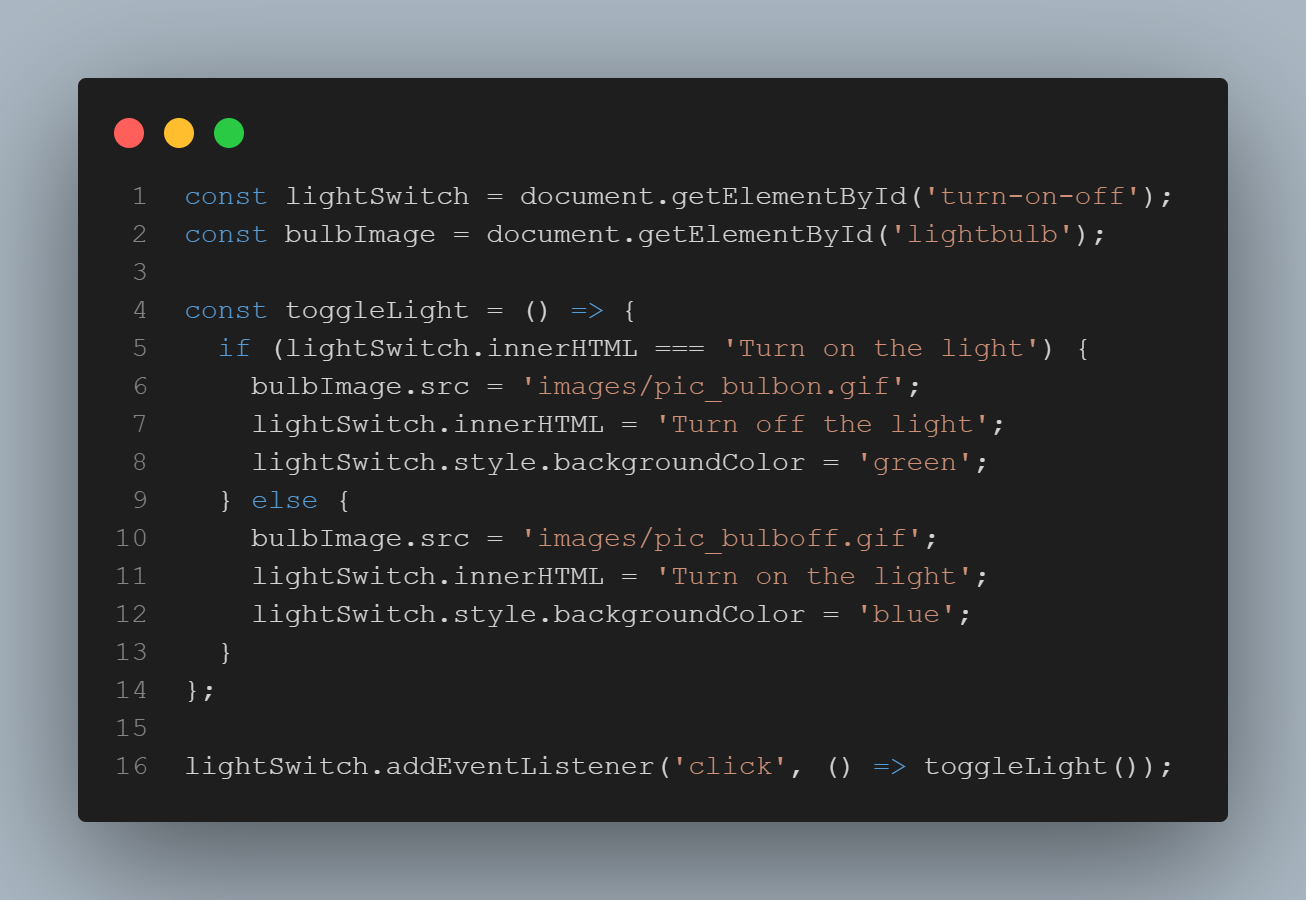 1 const lightSwitch = document.getElementById('turn-on-off');
2 const bulbImage = document.getElementById('lightbulb');
3
4 const toggleLight = () => {
5   if (lightSwitch.innerHTML === 'Turn on the light') {
6     bulbImage.src = 'images/pic_bulbon.gif';
7     lightSwitch.innerHTML = 'Turn off the light';
8     lightSwitch.style.backgroundColor = 'green';
9   } else {
10     bulbImage.src = 'images/pic_bulboff.gif';
11     lightSwitch.innerHTML = 'Turn on the light';
12     lightSwitch.style.backgroundColor = 'blue';
13   }
14 };
15
16 lightSwitch.addEventListener('click', () => toggleLight());